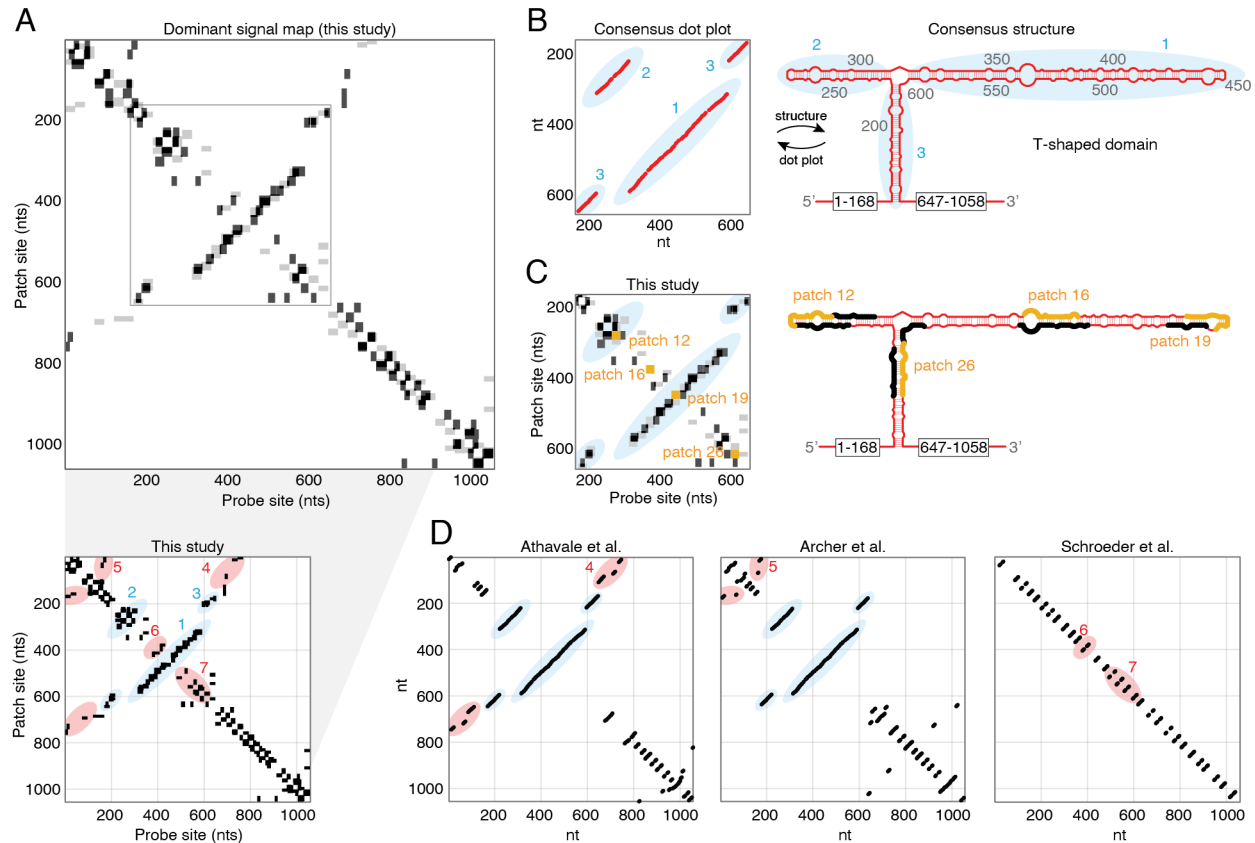 A
Dominant signal map (this study)
200
400
600
800
1000
Patch site (nts)
200
400
600
800
1000
Probe site (nts)
B
Consensus dot plot
200
400
600
nt
200
400
600
nt
3
2
1
3
Consensus structure
2
1
300
350
400
250
600
550
500
450
200
3
structure
dot plot
T-shaped domain
5'
1-168
647-1058
3'
C
This study
200
400
600
Patch site (nts)
200
400
600
Probe site (nts)
patch 12
patch 16
patch 19
patch 26
patch 12
patch 16
patch 19
patch 26
5'
1-168
647-1058
3'
This study
5
4
2
3
1
6
7
200
400
600
800
1000
Patch site (nts)
200
400
600
800
1000
Probe site (nts)
D
Athavale et al.
4
200
400
600
800
1000
nt
200
400
600
800
1000
nt
Archer et al.
5
200
400
600
800
1000
nt
Schroeder et al.
6
7
200
400
600
800
1000
nt